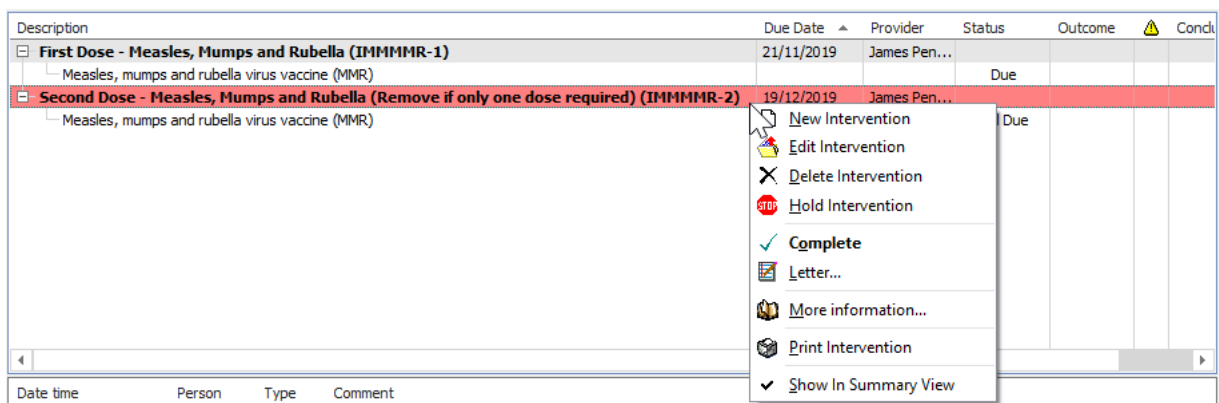 Description Due Date Provider Status Outcome Conclu
First Dose - Measles, Mumps and Rubella (IMMMMR-1) 21/11/2019 James Pen...
Measles, mumps and rubella virus vaccine (MMR) Due
Second Dose - Measles, Mumps and Rubella (Remove if only one dose required) (IMMMMR-2) 19/12/2019 James Pen...
Measles, mumps and rubella virus vaccine (MMR) Due
New Intervention
Edit Intervention
Delete Intervention
STOP Hold Intervention
Complete
Letter...
More information...
Print Intervention
Show In Summary View
Date time Person Type Comment